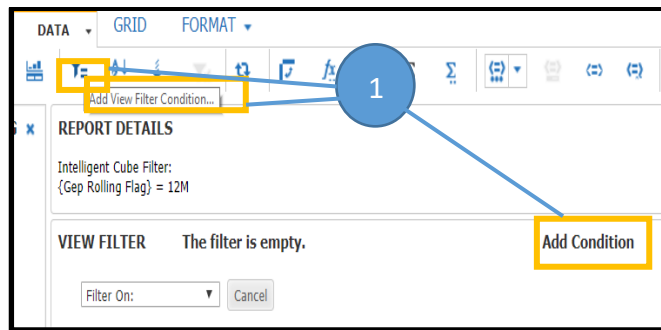 DATA GRID FORMAT
1
Add View Filter Condition...
REPORT DETAILS
Intelligent Cube Filter:
{Gep Rolling Flag} = 12M
VIEW FILTER The filter is empty. Add Condition
Filter On: Cancel